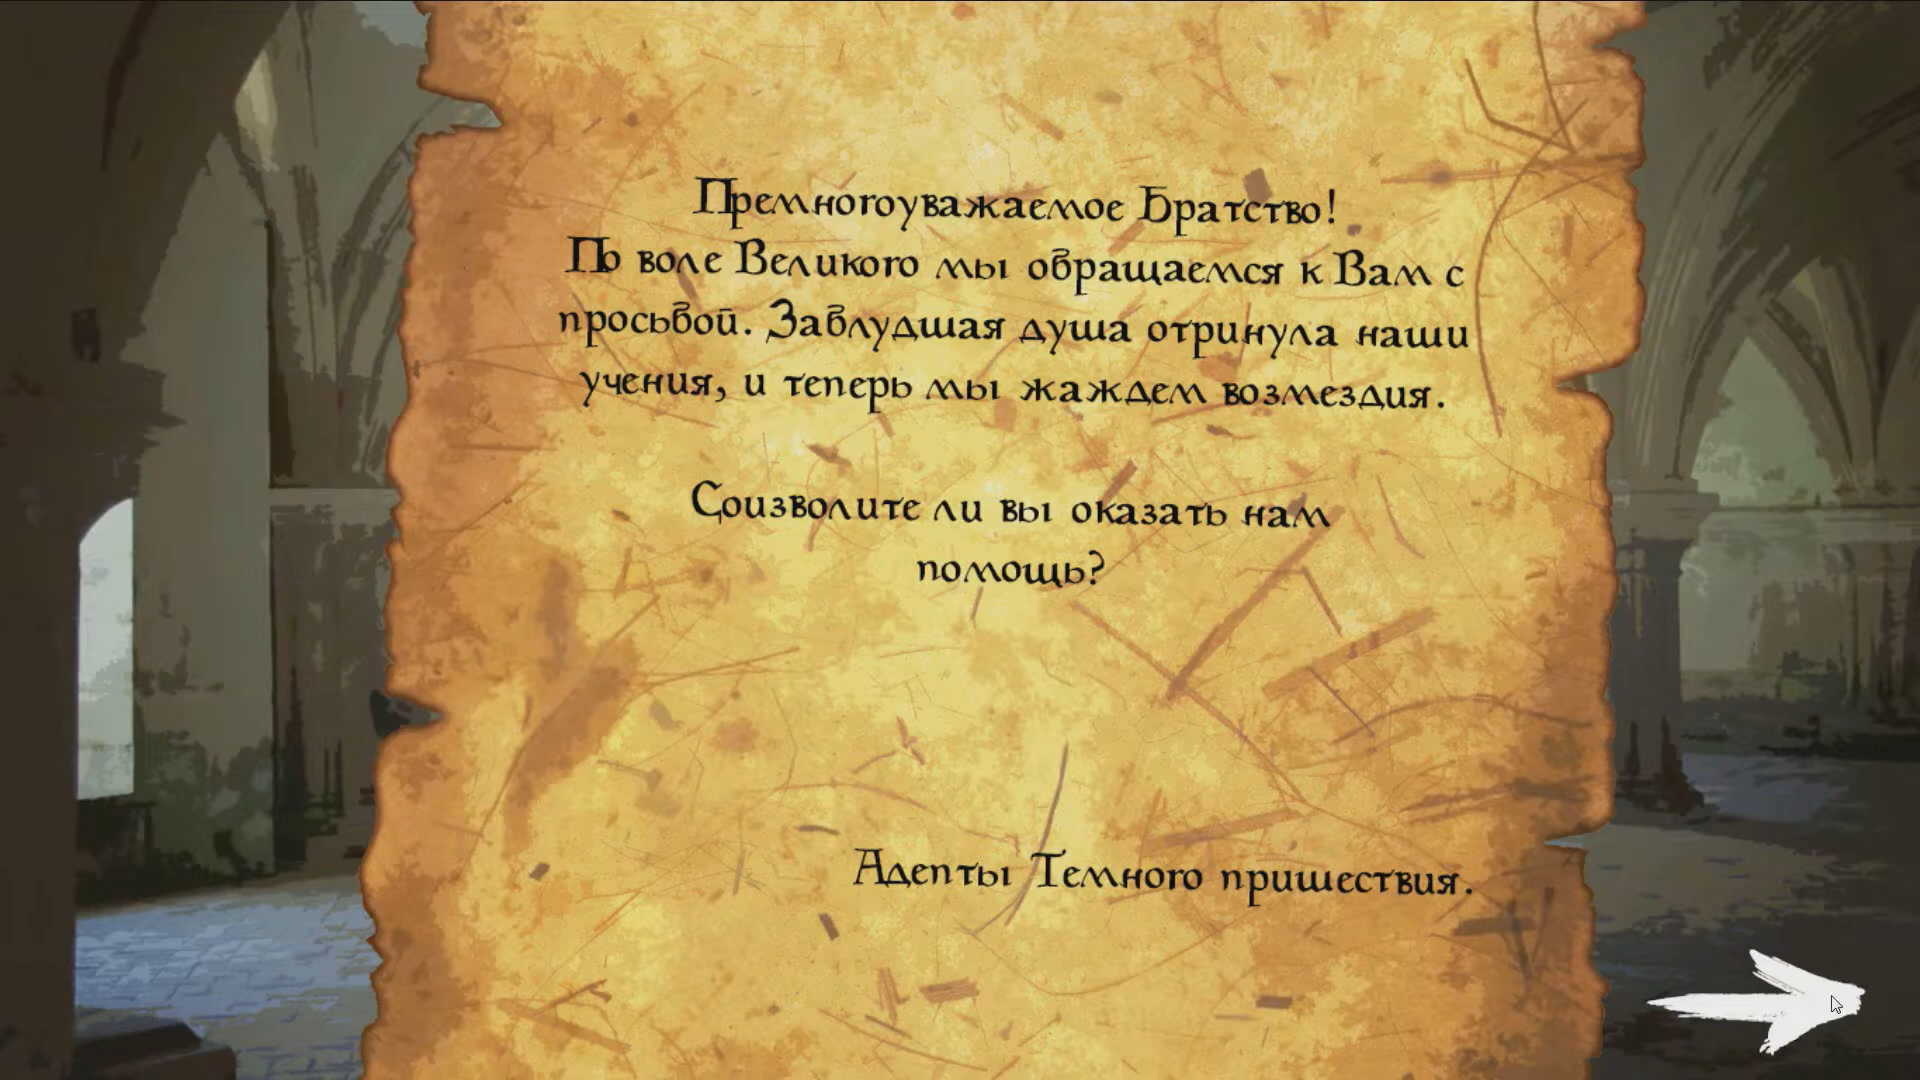 Премногоуважаемое Братство!
По воле Великого мы обращаемся к Вам с
просьбой. Заблудшая душа отринула наши
учения, и теперь мы жаждем возмездия.
Соизволите ли вы оказать нам
помощь?
Адепты Темного пришествия.